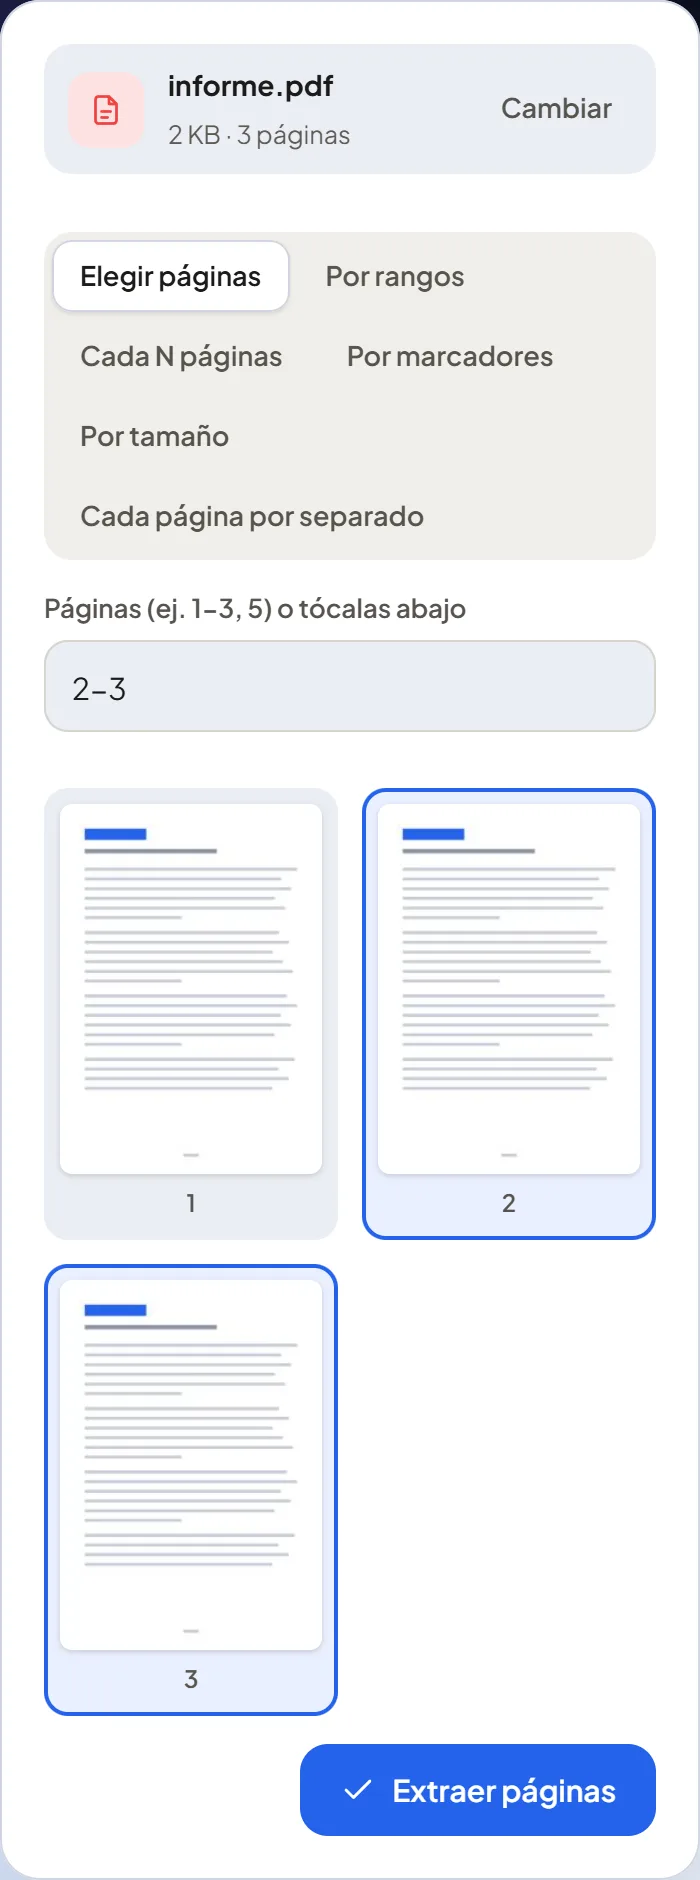 informe.pdf
2 KB · 3 páginas
Cambiar
Elegir páginas
Por rangos
Cada N páginas
Por marcadores
Por tamaño
Cada página por separado
Páginas (ej. 1–3, 5) o tócalas abajo
2–3
1
2
3
Extraer páginas